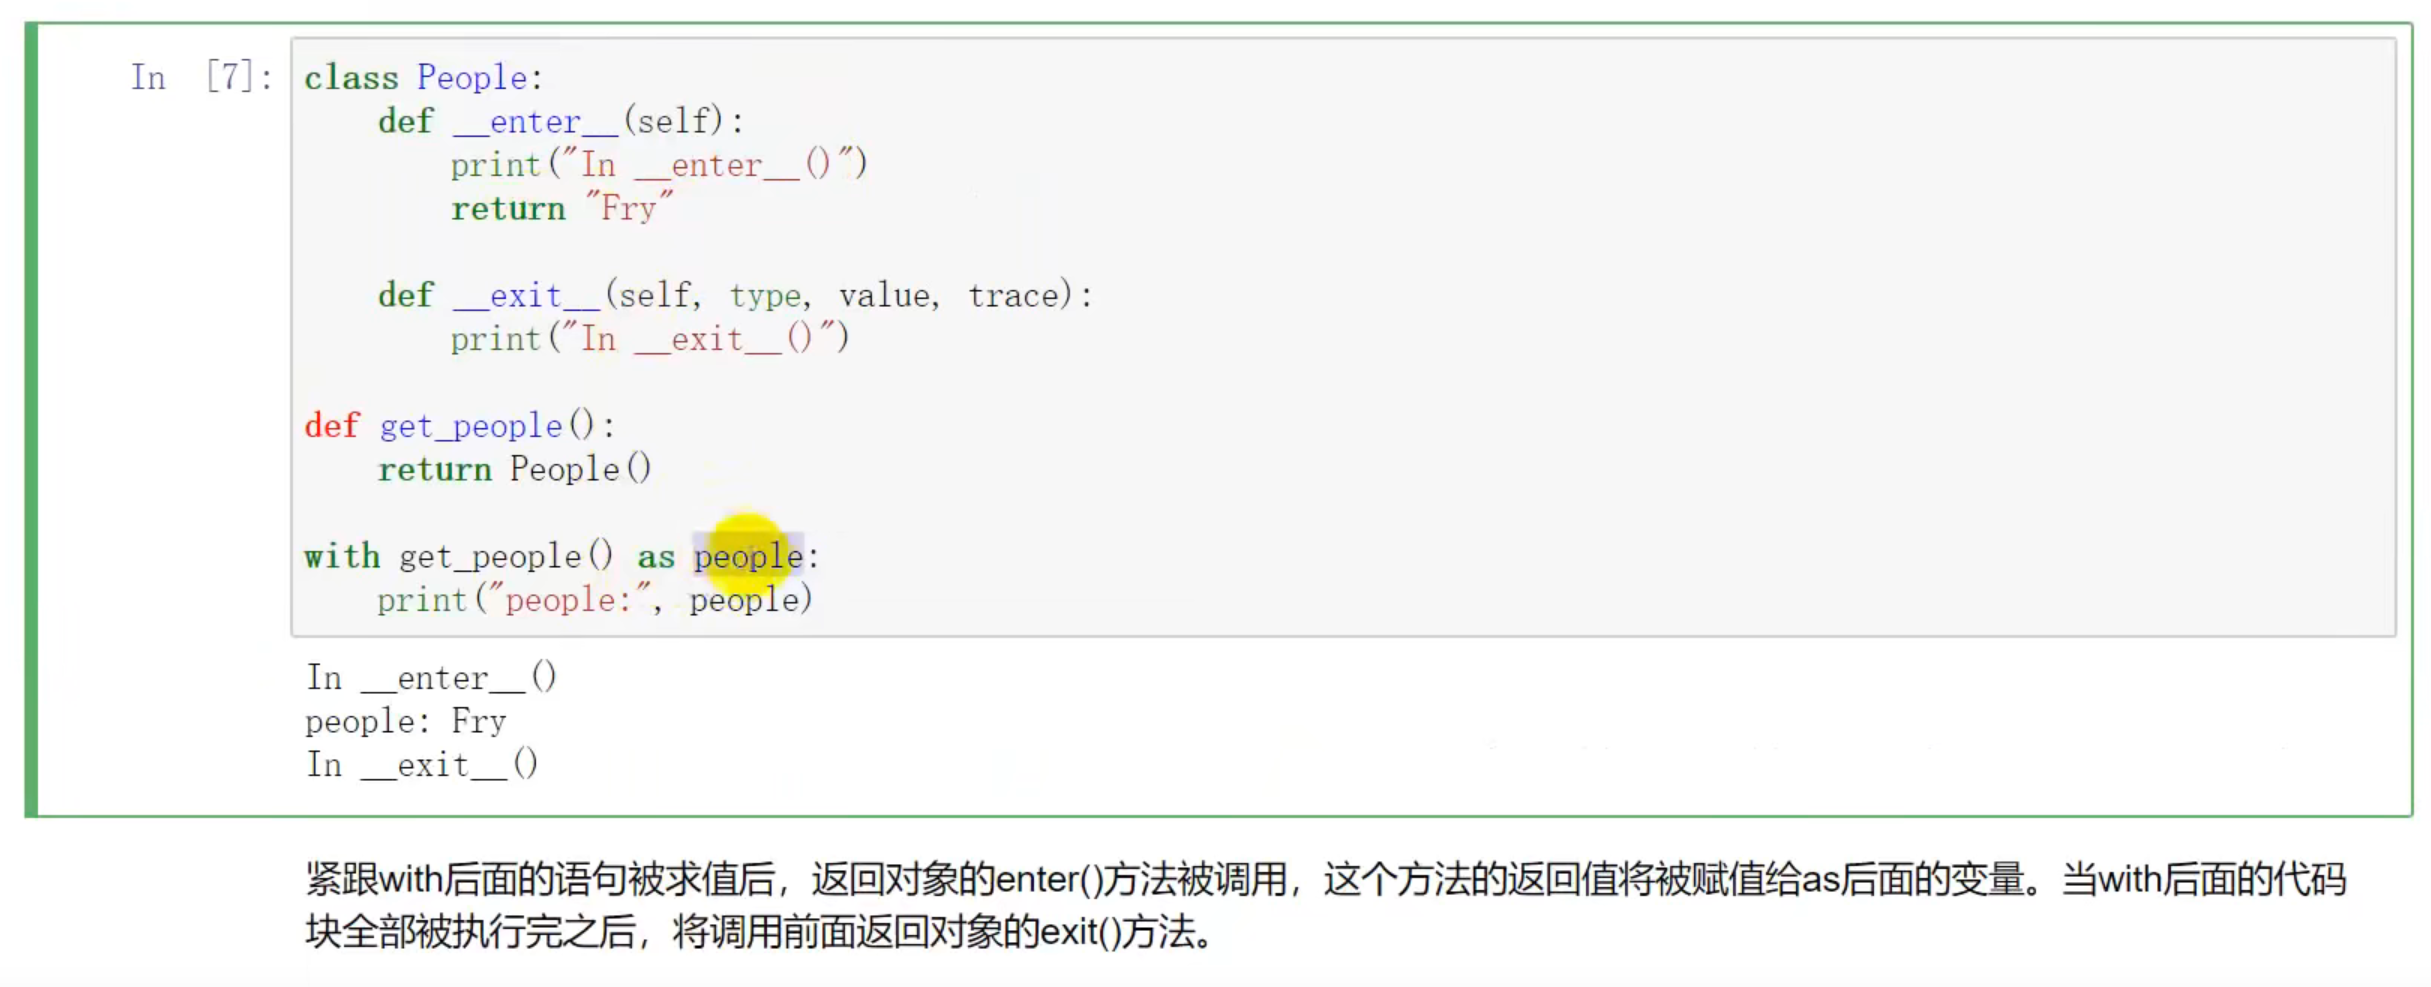 In [7]: class People:
    def __enter__(self):
        print("In __enter__()")
        return "Fry"

    def __exit__(self, type, value, trace):
        print("In __exit__()")

def get_people():
    return People()

with get_people() as people:
    print("people:", people)
In __enter__()
people: Fry
In __exit__()
紧跟with后面的语句被求值后，返回对象的enter()方法被调用，这个方法的返回值将被赋值给as后面的变量。当with后面的代码
块全部被执行完之后，将调用前面返回对象的exit()方法。